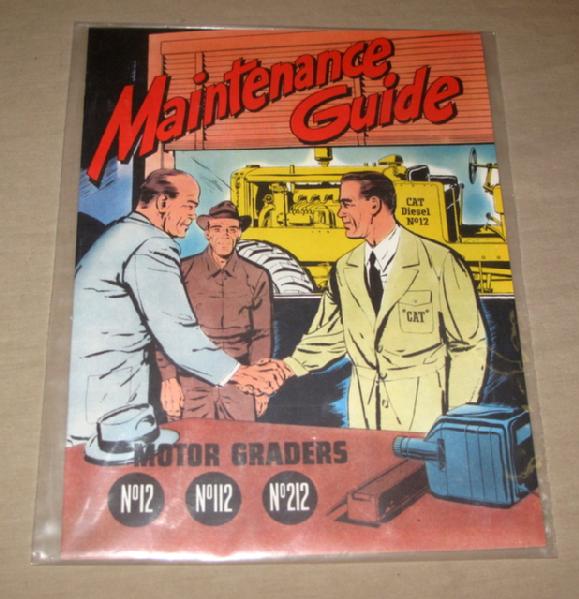 Maintenance
Guide
CAT
Diesel
Nº12
"CAT"
MOTOR GRADERS
Nº12 Nº112 Nº212